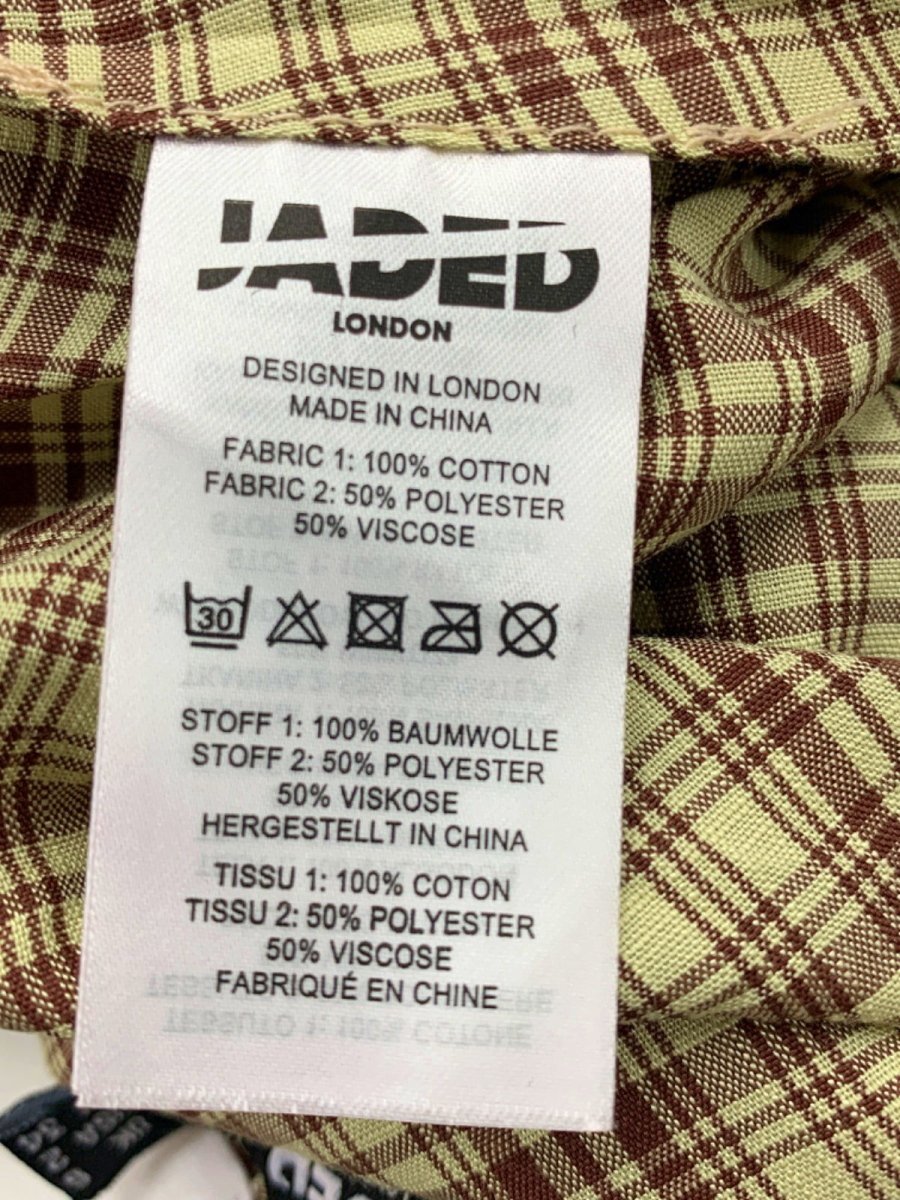 JADED
LONDON
DESIGNED IN LONDON
MADE IN CHINA
FABRIC 1: 100% COTTON
FABRIC 2: 50% POLYESTER
50% VISCOSE
30
STOFF 1: 100% BAUMWOLLE
STOFF 2: 50% POLYESTER
50% VISKOSE
HERGESTELLT IN CHINA
TISSU 1: 100% COTON
TISSU 2: 50% POLYESTER
50% VISCOSE
FABRIQUÉ EN CHINE